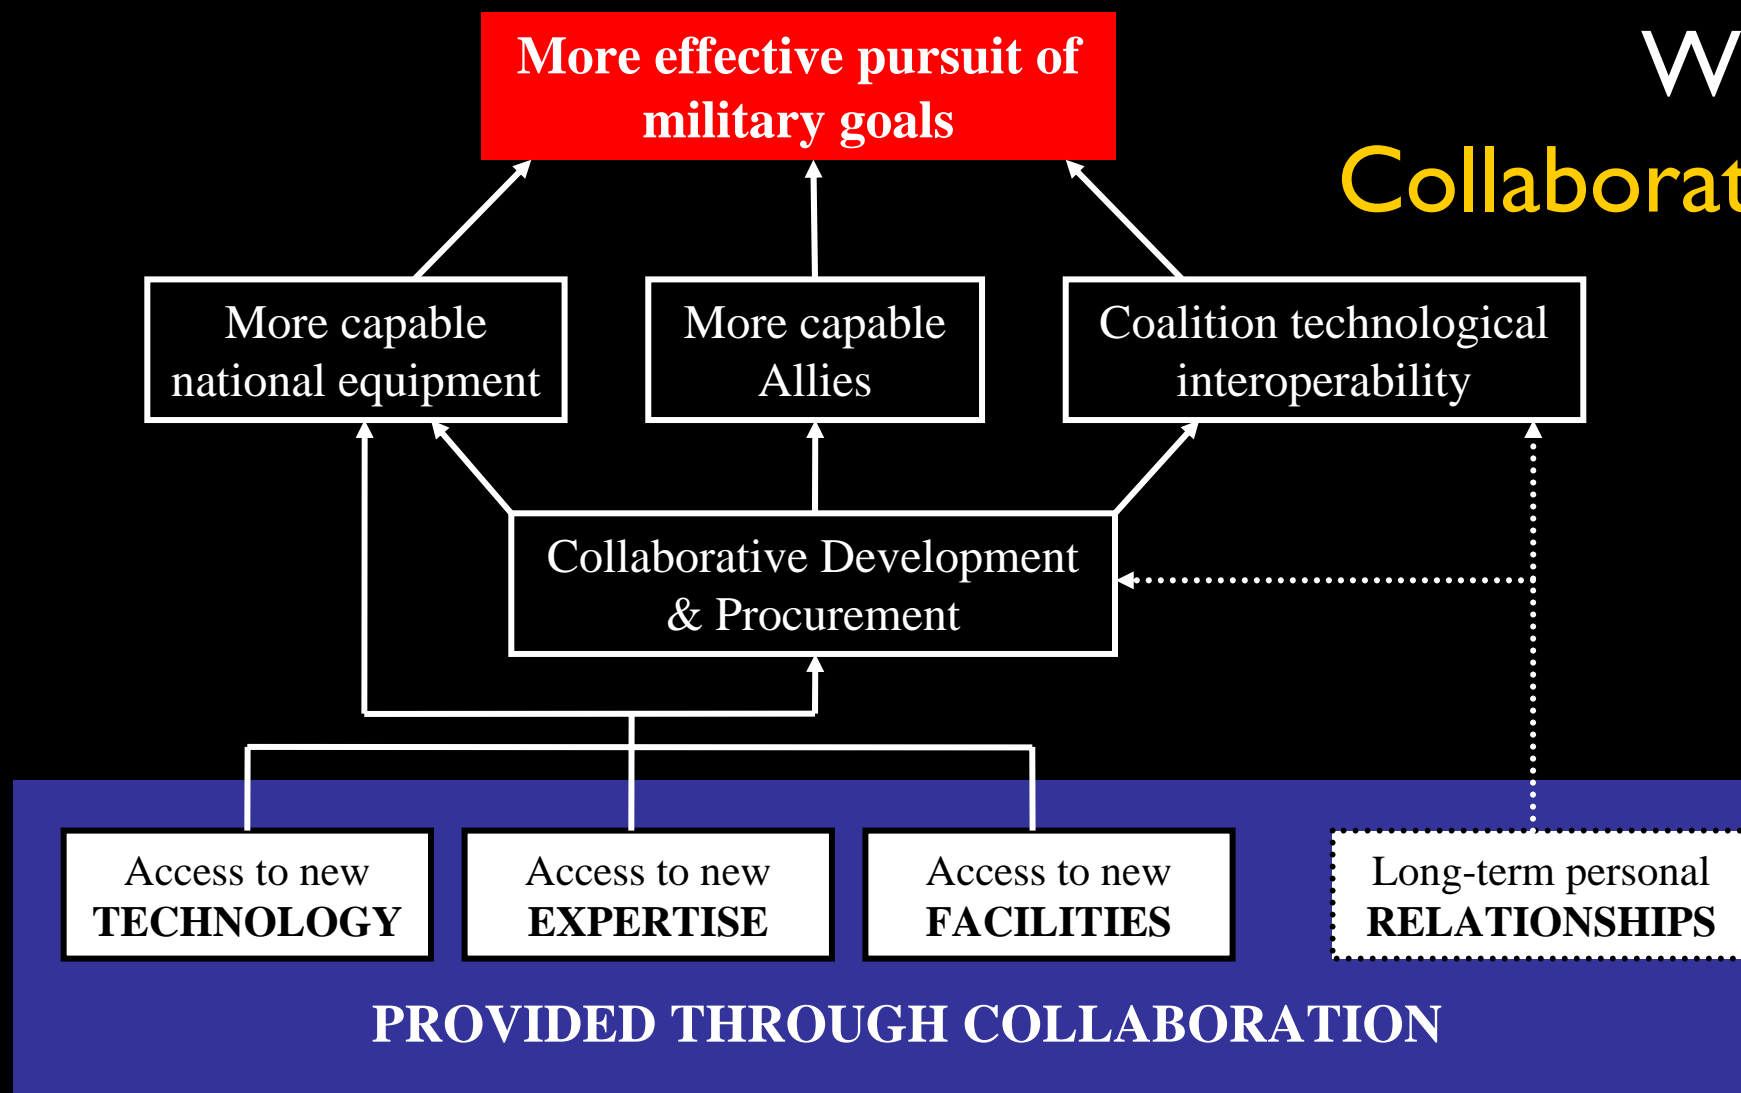 More effective pursuit of
military goals
More capable
national equipment
More capable
Allies
Coalition technological
interoperability
Collaborative Development
& Procurement
Access to new
TECHNOLOGY
Access to new
EXPERTISE
Access to new
FACILITIES
Long-term personal
RELATIONSHIPS
PROVIDED THROUGH COLLABORATION